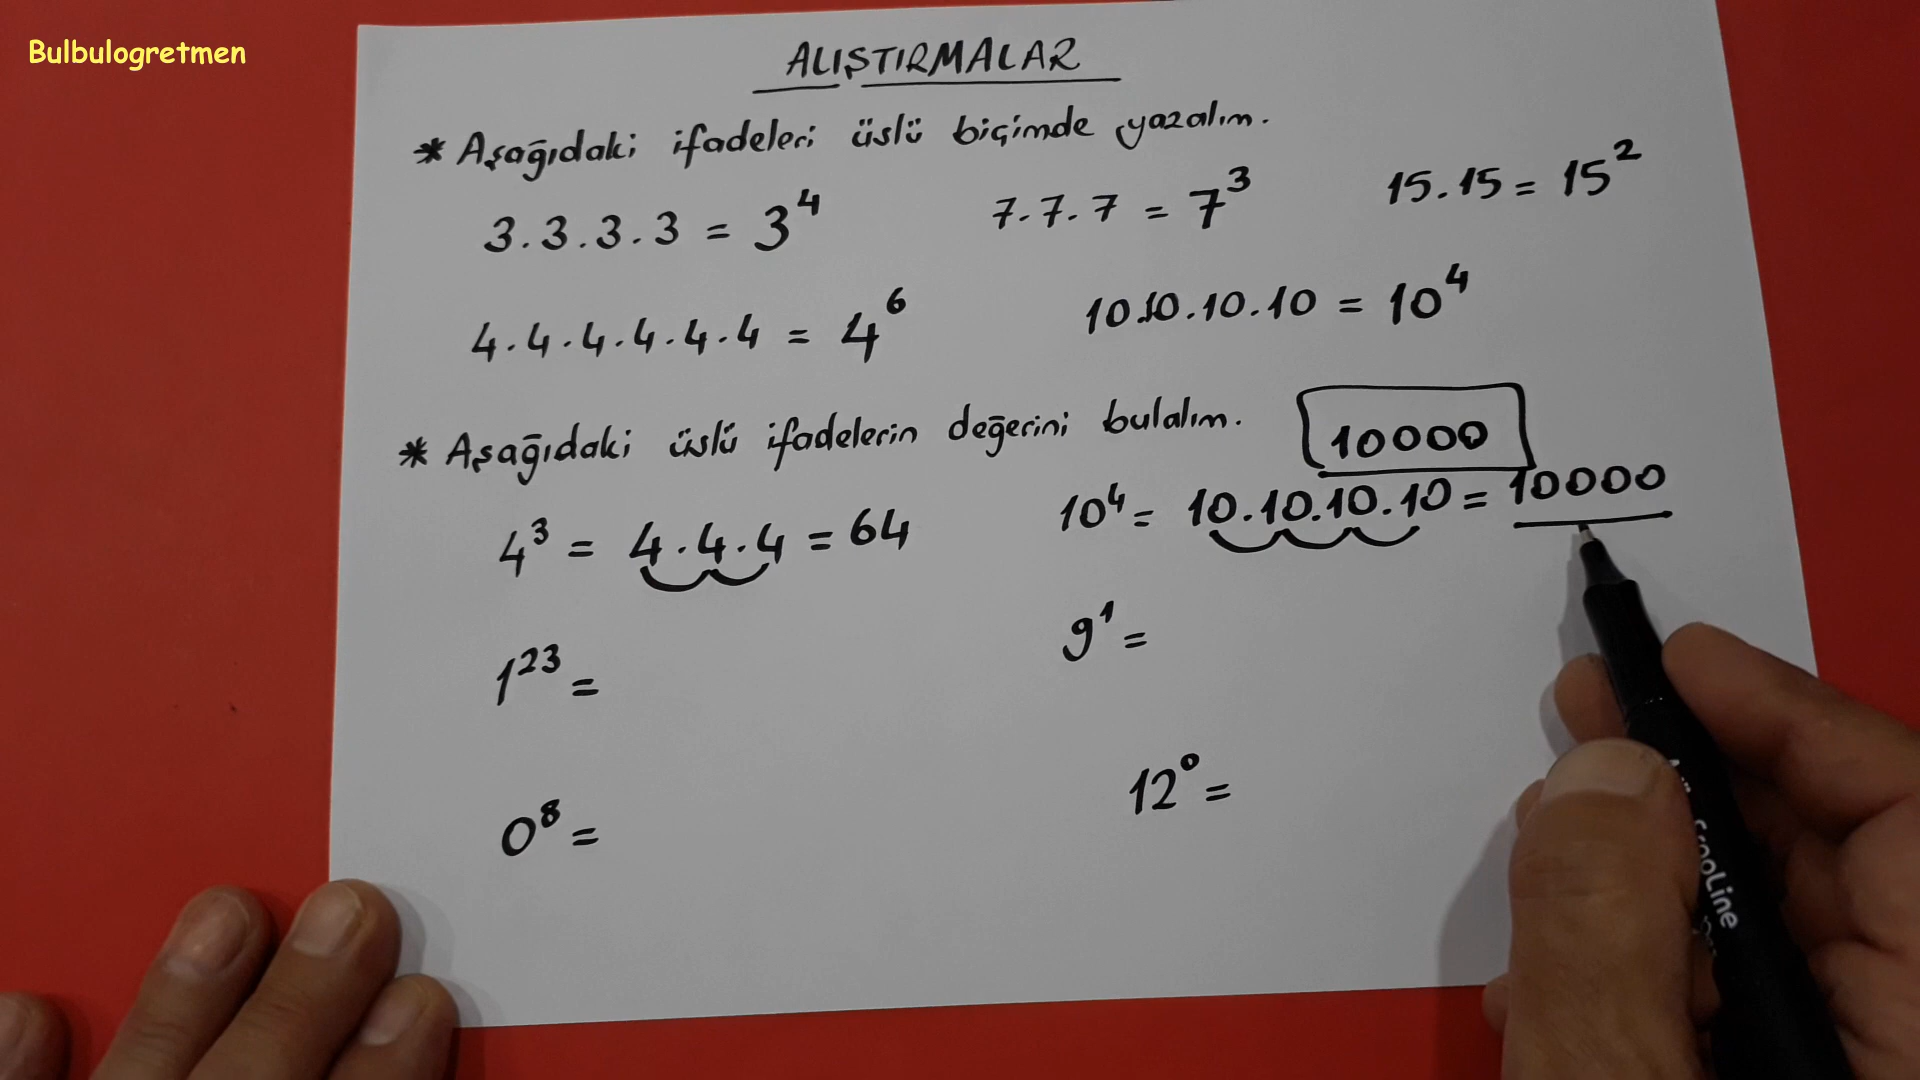 Bulbulogretmen
ALIŞTIRMALAR
* Aşağıdaki ifadeleri üslü biçimde yazalım.
3.3.3.3 = 3⁴ 7.7.7 = 7³ 15.15 = 15²
4.4.4.4.4.4 = 4⁶ 10.10.10.10 = 10⁴
* Aşağıdaki üslü ifadelerin değerini bulalım. 10000
4³ = 4.4.4 = 64 10⁴ = 10.10.10.10 = 10000
1²³ = 9¹ =
0⁸ = 12⁰ =